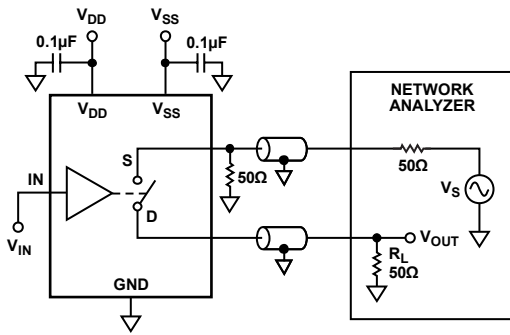 VDD
VSS
0.1µF
0.1µF
VDD
VSS
NETWORK
ANALYZER
S
50Ω
50Ω
IN
VS
D
VIN
VOUT
RL
50Ω
GND